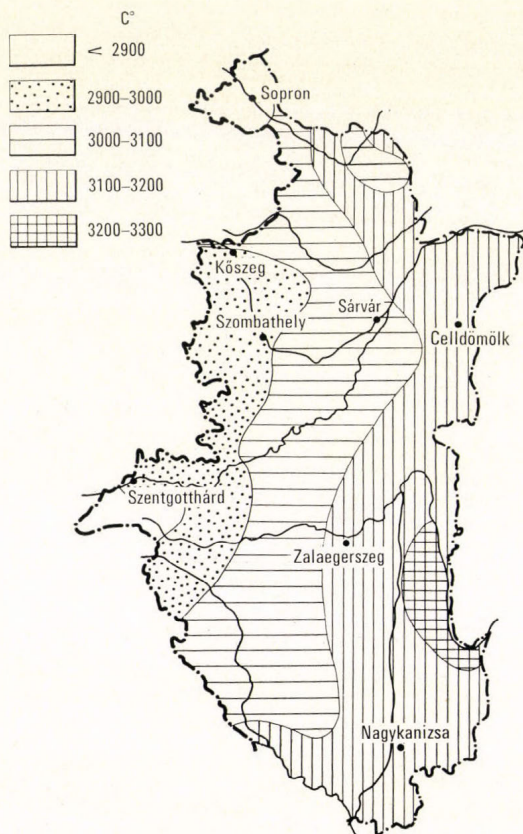 C°
< 2900
2900–3000
3000–3100
3100–3200
3200–3300
Sopron
Kőszeg
Sárvár
Szombathely
Celldömölk
Szentgotthárd
Zalaegerszeg
Nagykanizsa